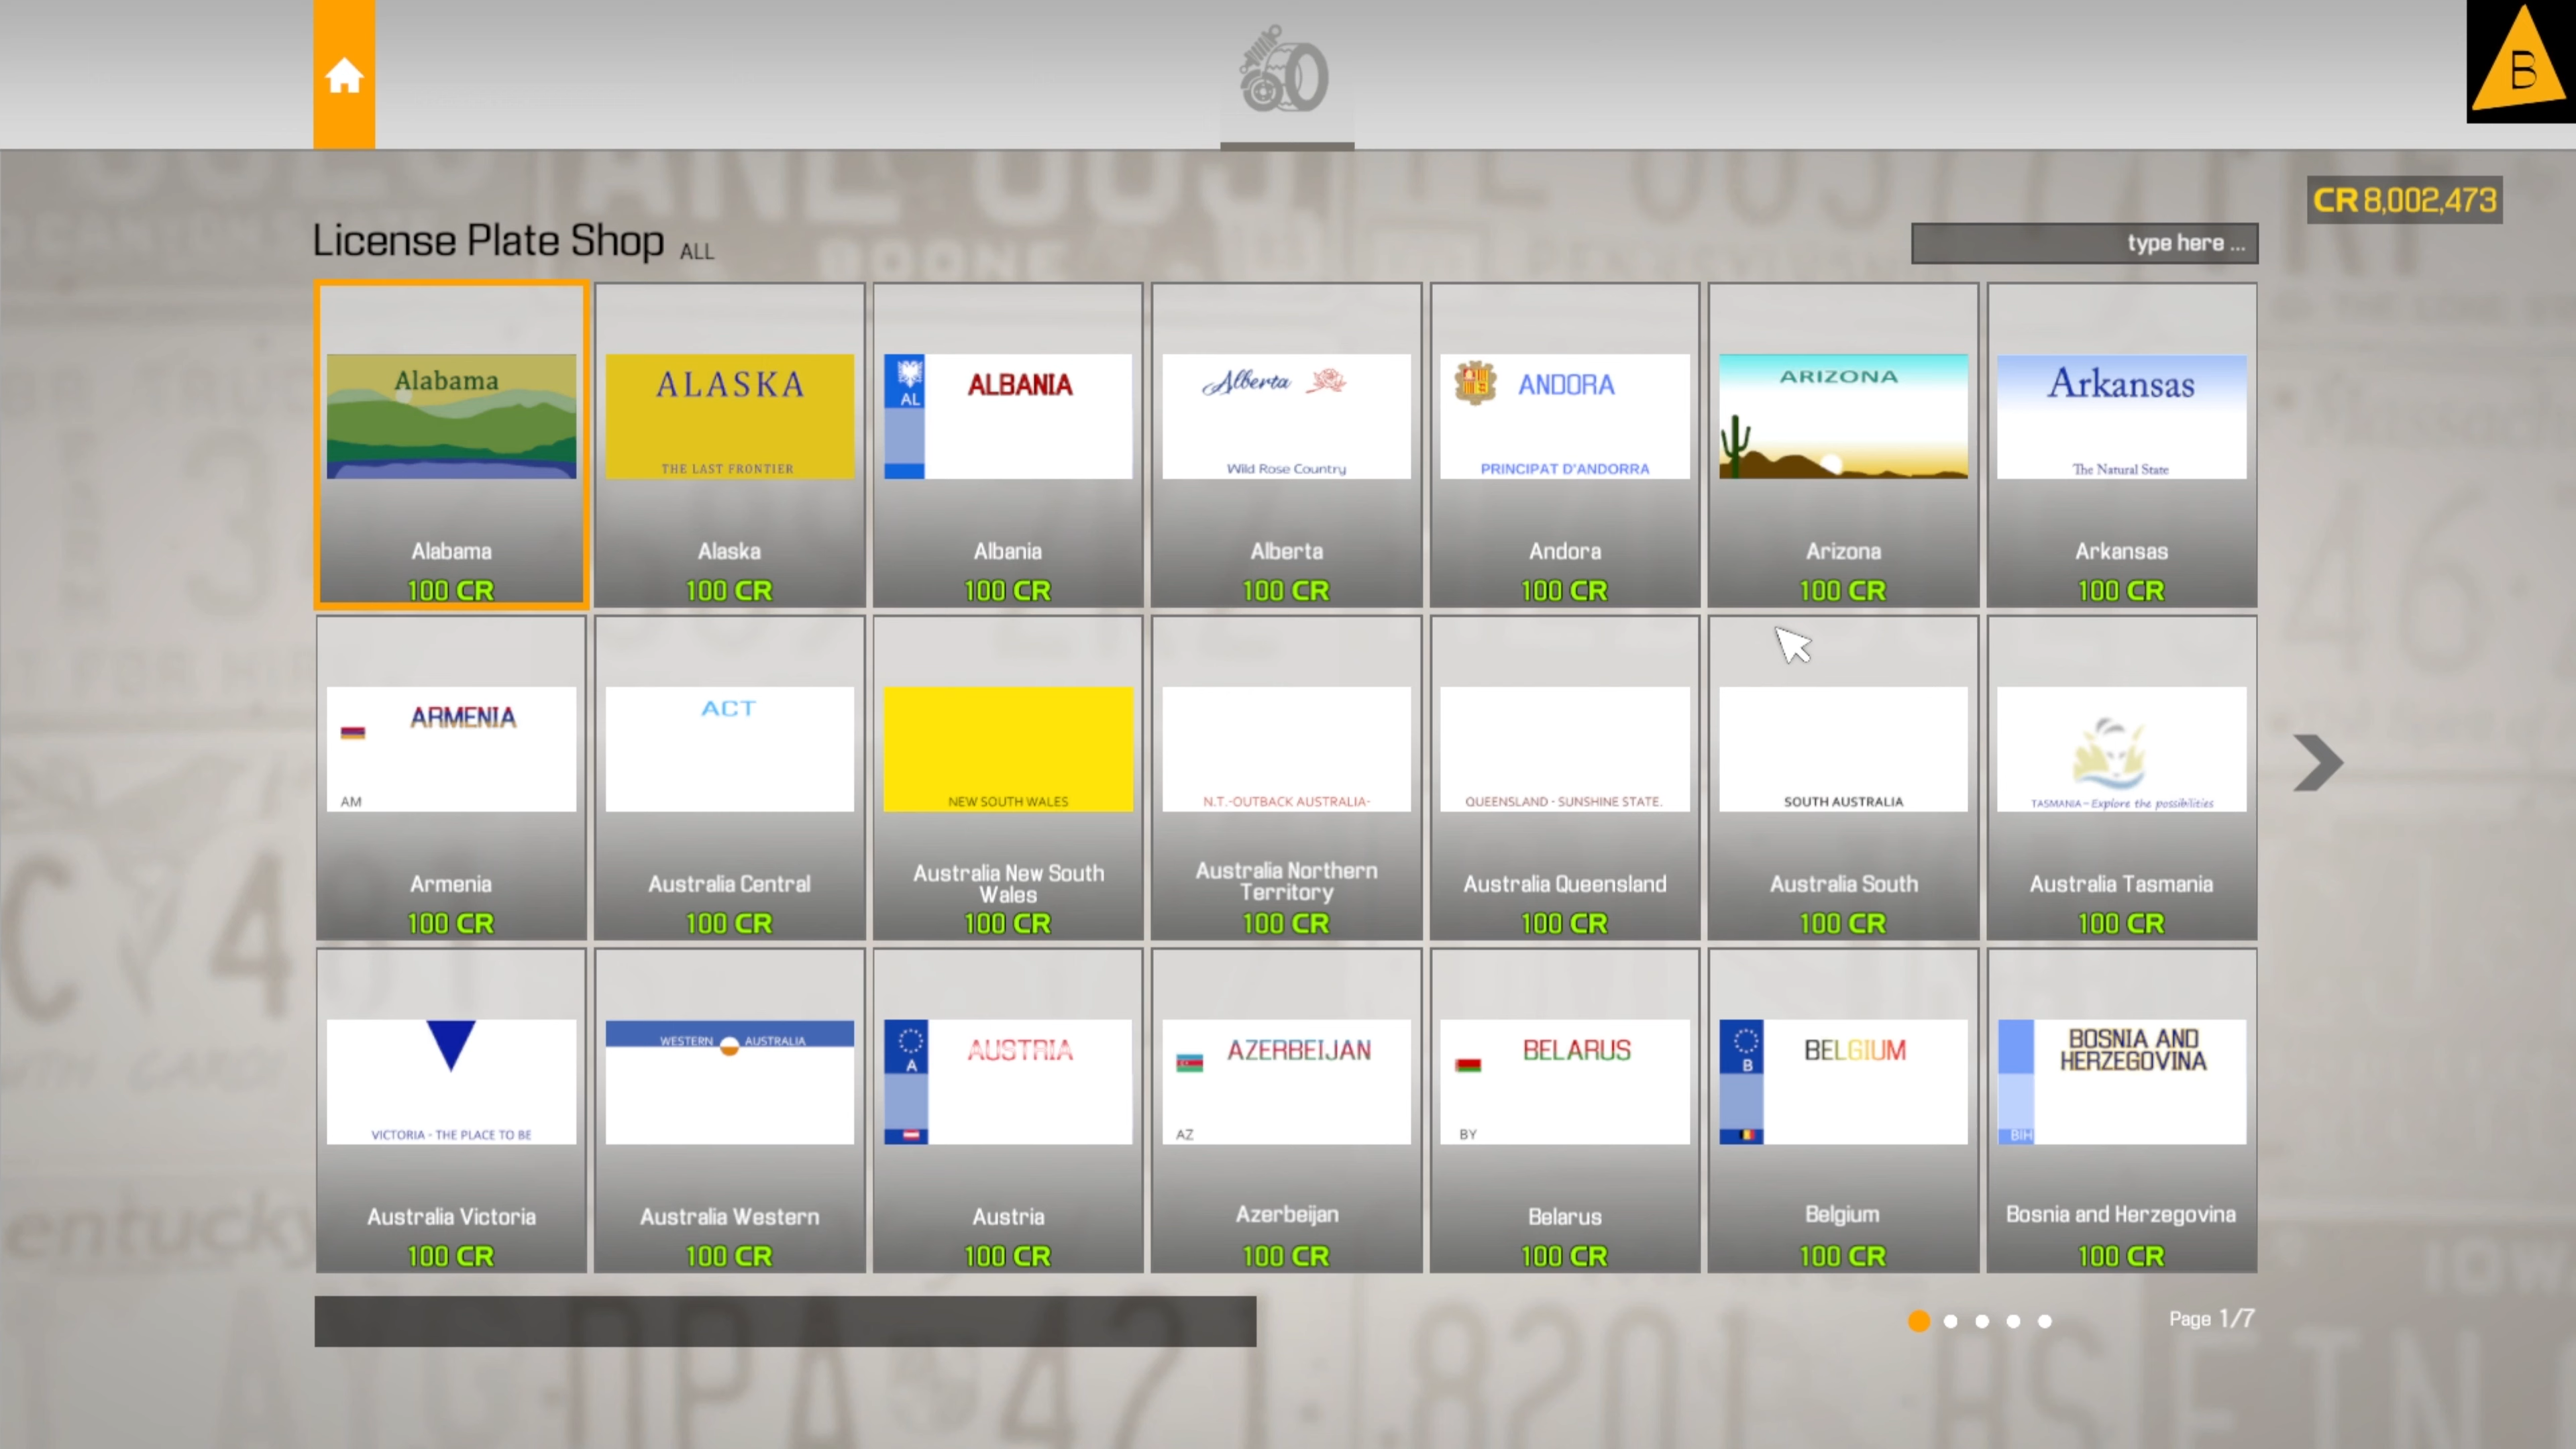 B
CR 8,002,473
License Plate Shop ALL
type here ...
Alabama
ALASKA
THE LAST FRONTIER
AL
ALBANIA
Alberta
Wild Rose Country
ANDORA
PRINCIPAT D'ANDORRA
ARIZONA
Arkansas
The Natural State
Alabama
Alaska
Albania
Alberta
Andora
Arizona
Arkansas
100 CR
100 CR
100 CR
100 CR
100 CR
100 CR
100 CR
ARMENIA
AM
ACT
NEW SOUTH WALES
N.T.-OUTBACK AUSTRALIA-
QUEENSLAND - SUNSHINE STATE.
SOUTH AUSTRALIA
TASMANIA - Explore the possibilities
Armenia
Australia Central
Australia New South
Wales
Australia Northern
Territory
Australia Queensland
Australia South
Australia Tasmania
100 CR
100 CR
100 CR
100 CR
100 CR
100 CR
100 CR
VICTORIA - THE PLACE TO BE
WESTERN AUSTRALIA
A
AUSTRIA
AZERBEIJAN
AZ
BELARUS
BY
B
BELGIUM
BOSNIA AND
HERZEGOVINA
BIH
Australia Victoria
Australia Western
Austria
Azerbeijan
Belarus
Belgium
Bosnia and Herzegovina
100 CR
100 CR
100 CR
100 CR
100 CR
100 CR
100 CR
Page 1/7